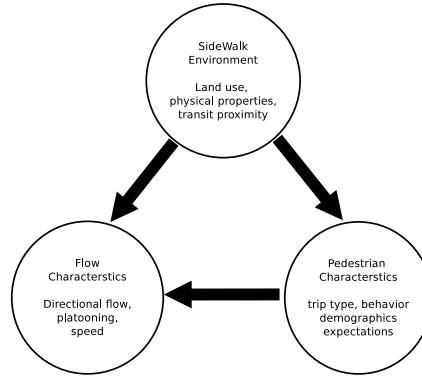 SideWalk
Environment
Land use,
physical properties,
transit proximity
Flow
Characterstics
Directional flow,
platooning,
speed
Pedestrian
Characterstics
trip type, behavior
demographics
expectations